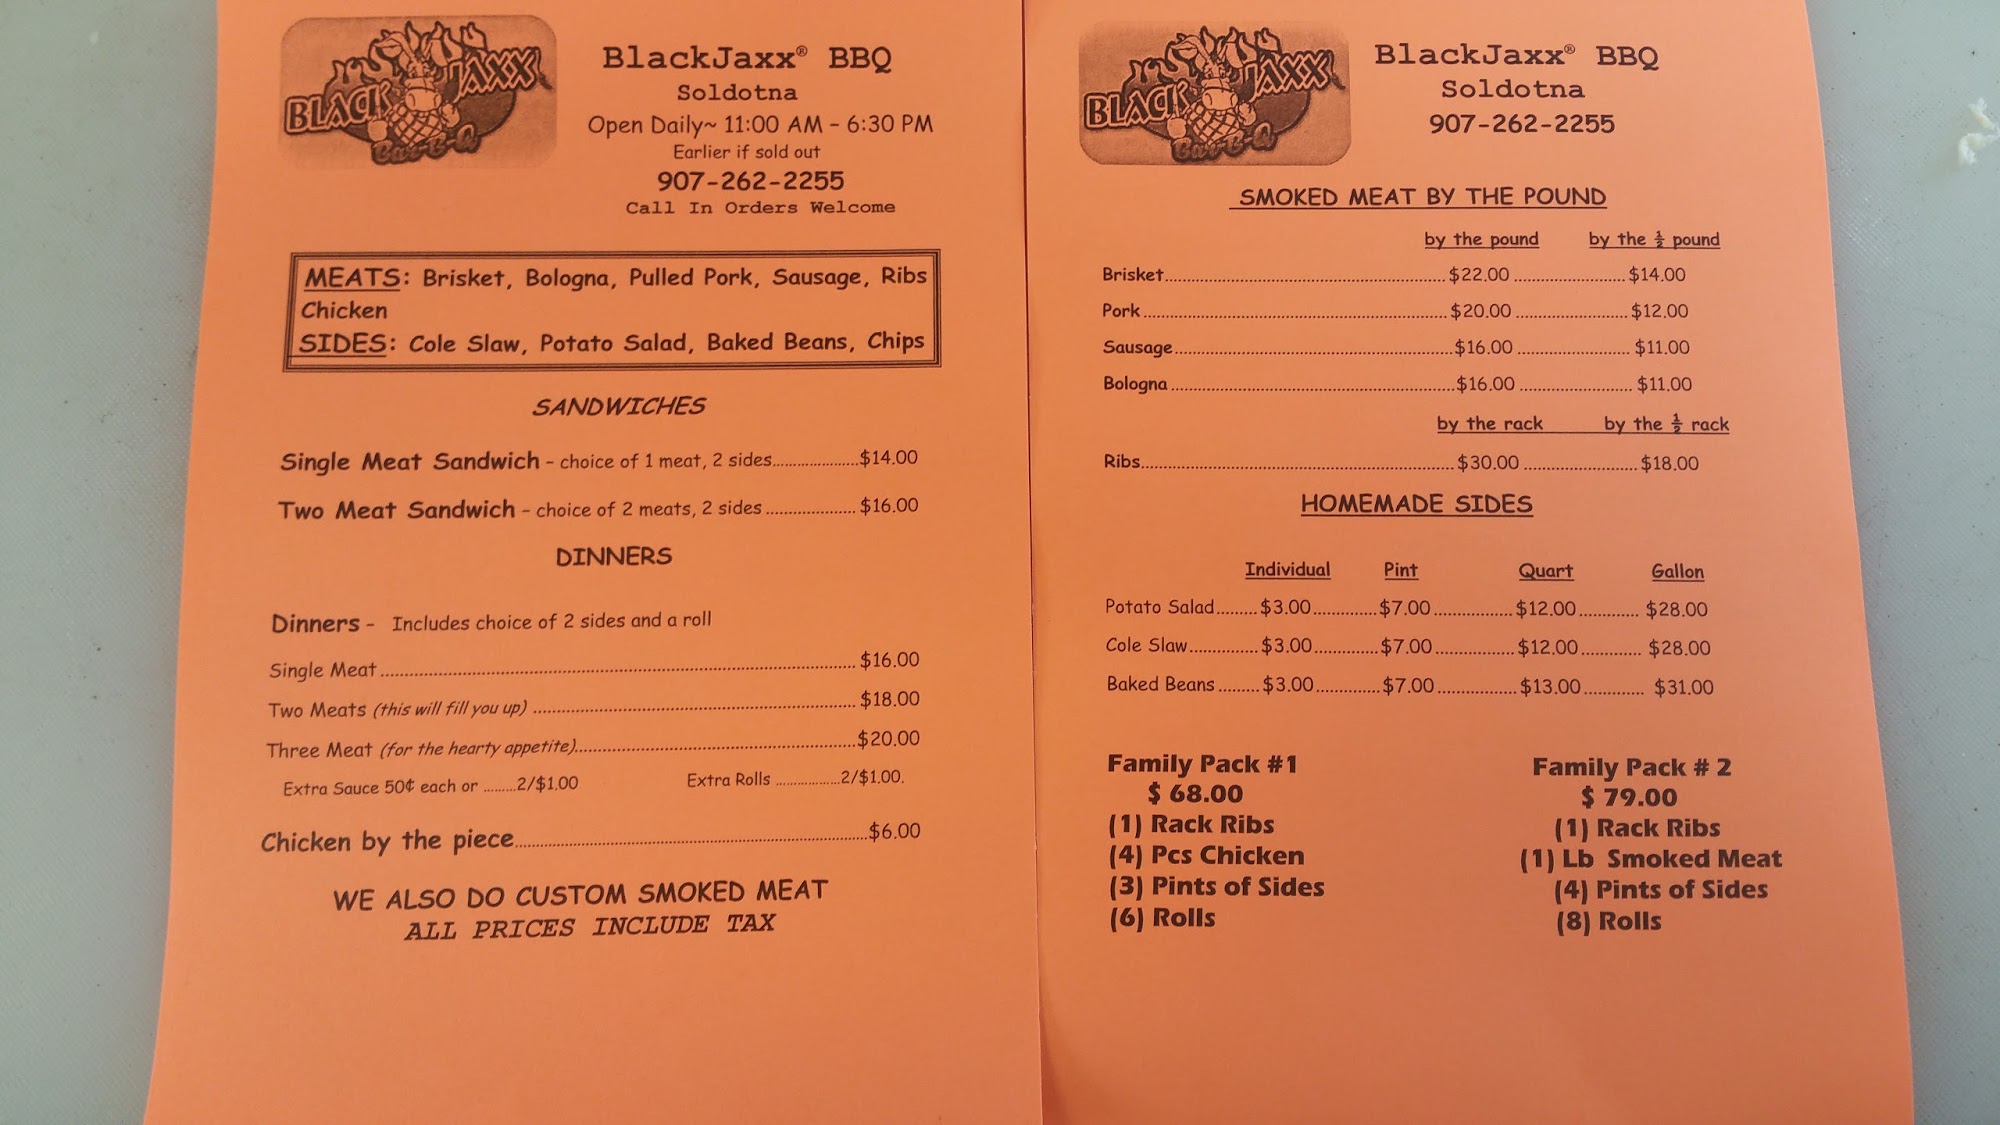 BLACK JAXX
Bar-B-Q
BlackJaxx® BBQ
Soldotna
Open Daily~ 11:00 AM - 6:30 PM
Earlier if sold out
907-262-2255
Call In Orders Welcome
MEATS: Brisket, Bologna, Pulled Pork, Sausage, Ribs
Chicken
SIDES: Cole Slaw, Potato Salad, Baked Beans, Chips
SANDWICHES
Single Meat Sandwich - choice of 1 meat, 2 sides.....................$14.00
Two Meat Sandwich - choice of 2 meats, 2 sides ....................$16.00
DINNERS
Dinners - Includes choice of 2 sides and a roll
Single Meat....................$16.00
Two Meats (this will fill you up) ....................$18.00
Three Meat (for the hearty appetite)....................$20.00
Extra Sauce 50¢ each or .........2/$1.00 Extra Rolls ..................2/$1.00.
Chicken by the piece....................$6.00
WE ALSO DO CUSTOM SMOKED MEAT
ALL PRICES INCLUDE TAX
BLACK JAXX
Bar-B-Q
BlackJaxx® BBQ
Soldotna
907-262-2255
SMOKED MEAT BY THE POUND
by the pound by the ½ pound
Brisket....................$22.00....................$14.00
Pork....................$20.00....................$12.00
Sausage....................$16.00....................$11.00
Bologna....................$16.00....................$11.00
by the rack by the ½ rack
Ribs....................$30.00....................$18.00
HOMEMADE SIDES
Individual Pint Quart Gallon
Potato Salad........$3.00.............$7.00...............$12.00............$28.00
Cole Slaw.............$3.00.............$7.00...............$12.00............$28.00
Baked Beans........$3.00.............$7.00...............$13.00............$31.00
Family Pack #1
$ 68.00
(1) Rack Ribs
(4) Pcs Chicken
(3) Pints of Sides
(6) Rolls
Family Pack # 2
$ 79.00
(1) Rack Ribs
(1) Lb Smoked Meat
(4) Pints of Sides
(8) Rolls